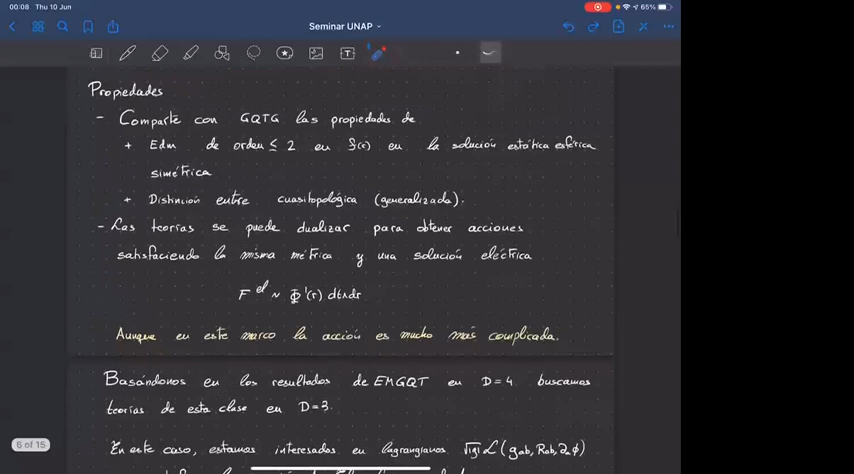 00:08 Thu 10 Jun
65%
Seminar UNAP
Propiedades
- Comparte con GQTG las propiedades de
+ Edm de orden ≤ 2 en f(r) en la solución estática esférica
simétrica
+ Distinción entre cuasitopológica (generalizada).
- Las teorías se puede dualizar para obtener acciones
satisfaciendo la misma métrica y una solución eléctrica
F^el ~ Φ'(r) dt∧dr
Aunque en este marco la acción es mucho más complicada.
Basándonos en los resultados de EMGQT en D=4 buscamos
teorías de esta clase en D=3.
6 of 15
En este caso, estamos interesados en lagrangianos √|g| L(gab, Rab, ∂aφ)